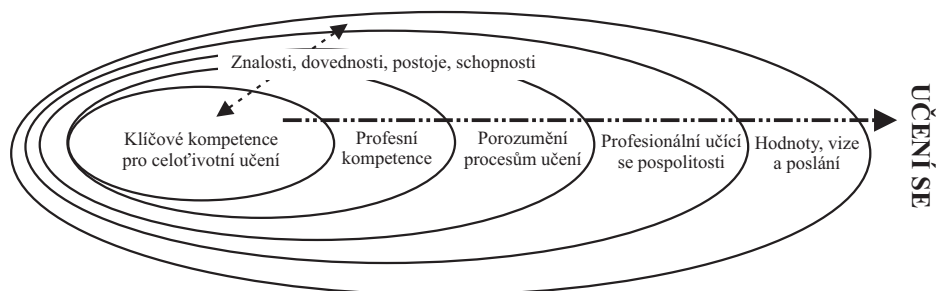 Znalosti, dovednosti, postoje, schopnosti
Klíčové kompetence
pro celoťivotní učení
Profesní
kompetence
Porozumění
procesům učení
Profesionální učící
se pospolitosti
Hodnoty, vize
a poslání
UČENÍ SE